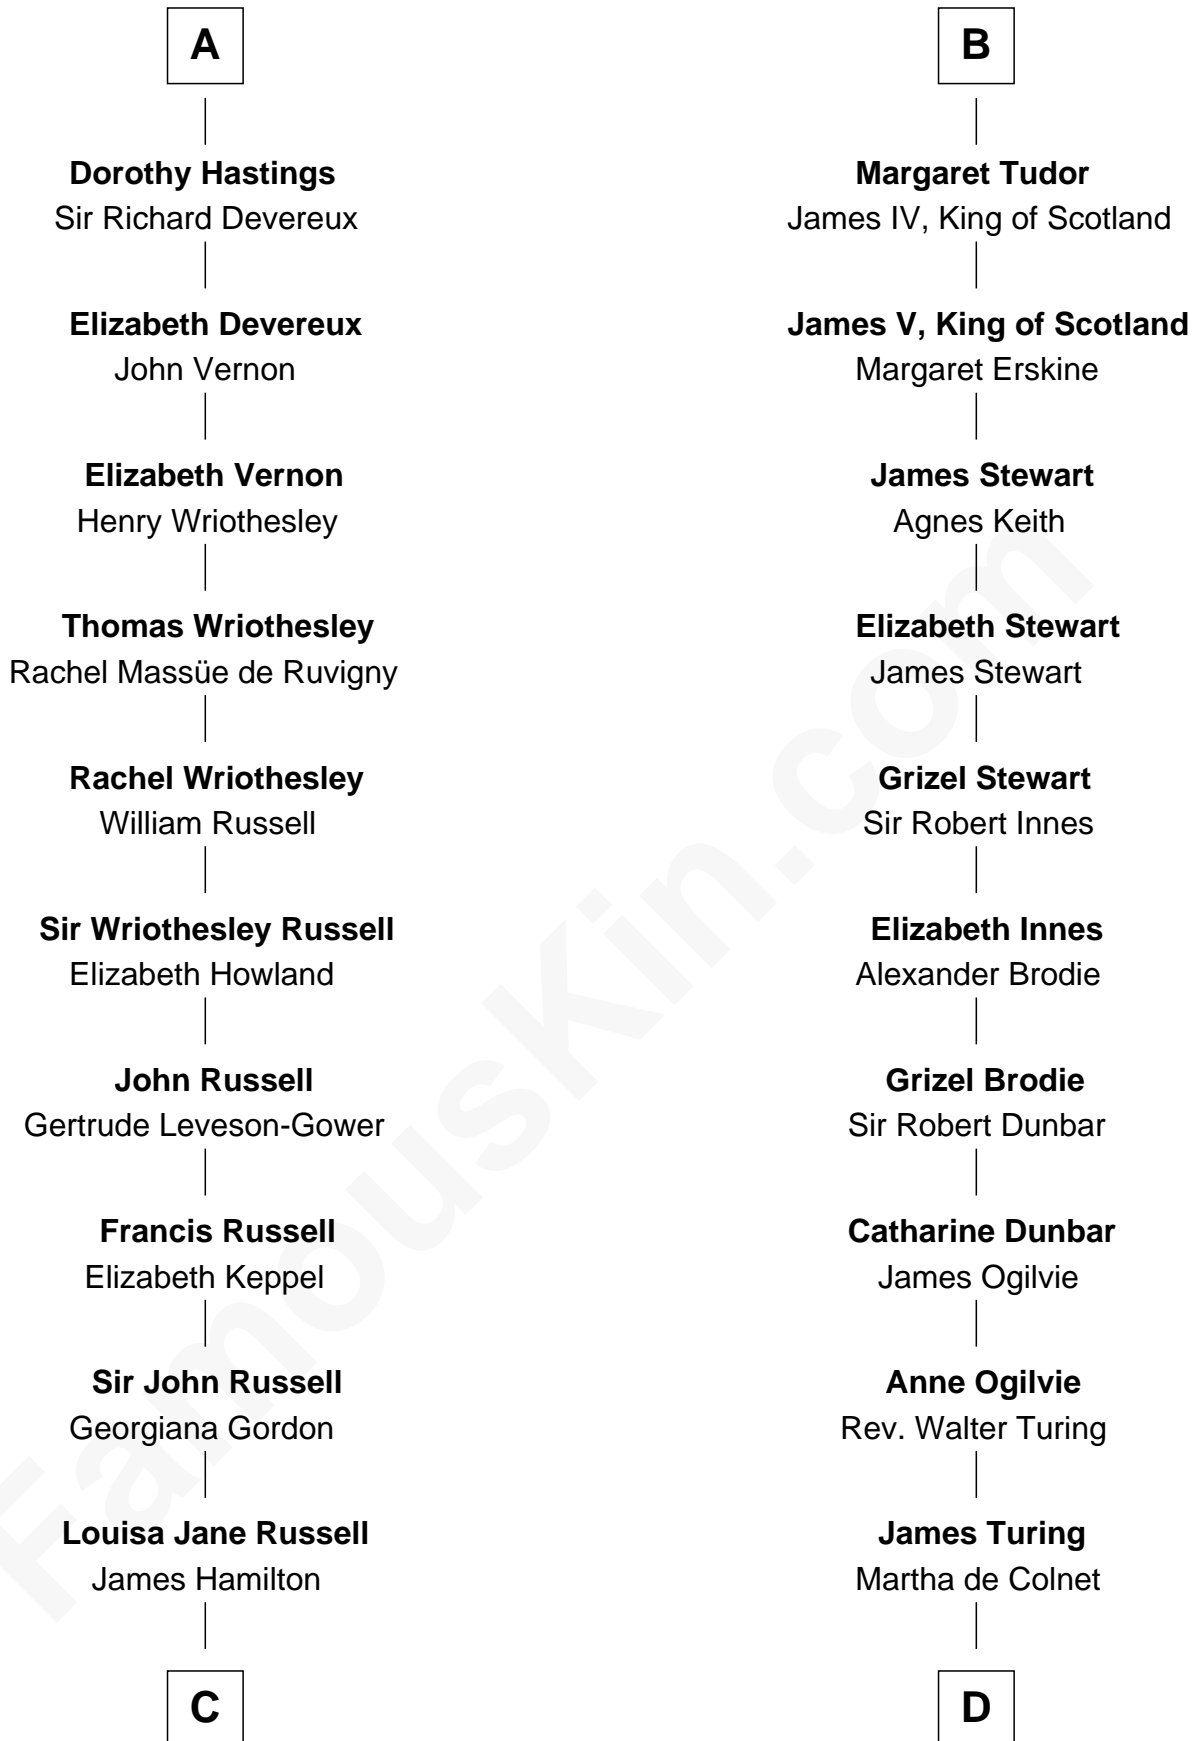 A
Dorothy Hastings
Sir Richard Devereux
Elizabeth Devereux
John Vernon
Elizabeth Vernon
Henry Wriothesley
Thomas Wriothesley
Rachel Massüe de Ruvigny
Rachel Wriothesley
William Russell
Sir Wriothesley Russell
Elizabeth Howland
John Russell
Gertrude Leveson-Gower
Francis Russell
Elizabeth Keppel
Sir John Russell
Georgiana Gordon
Louisa Jane Russell
James Hamilton
C
B
Margaret Tudor
James IV, King of Scotland
James V, King of Scotland
Margaret Erskine
James Stewart
Agnes Keith
Elizabeth Stewart
James Stewart
Grizel Stewart
Sir Robert Innes
Elizabeth Innes
Alexander Brodie
Grizel Brodie
Sir Robert Dunbar
Catharine Dunbar
James Ogilvie
Anne Ogilvie
Rev. Walter Turing
James Turing
Martha de Colnet
D
FamousKin.com